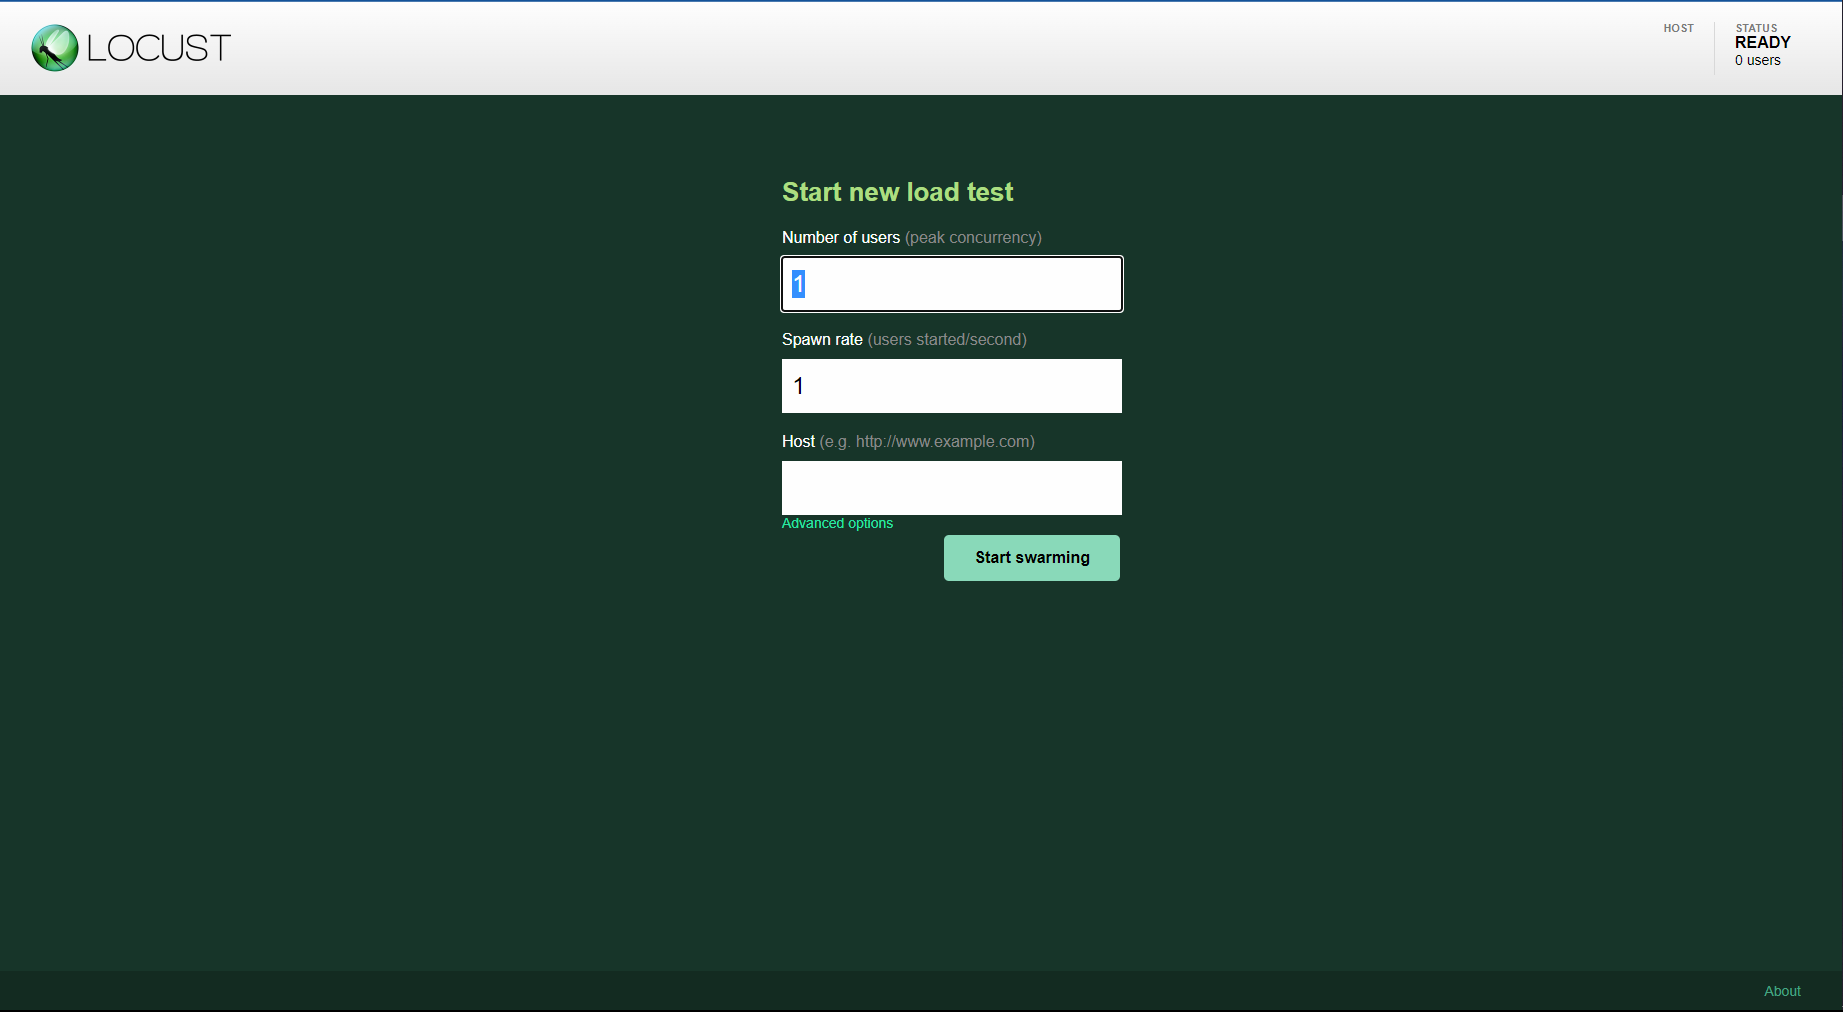 LOCUST
HOST
STATUS
READY
0 users
Start new load test
Number of users (peak concurrency)
1
Spawn rate (users started/second)
1
Host (e.g. http://www.example.com)
Advanced options
Start swarming
About